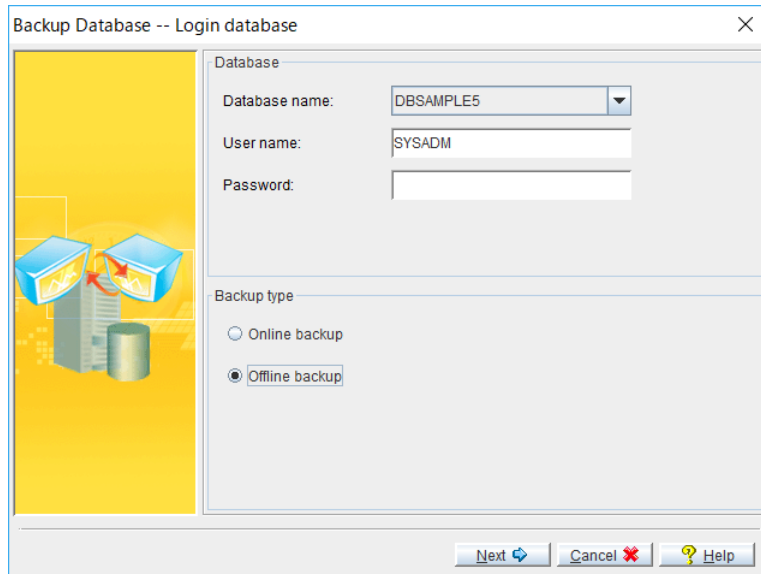 Backup Database -- Login database
Database
Database name: DBSAMPLE5
User name: SYSADM
Password:
Backup type
Online backup
Offline backup
Next Cancel Help